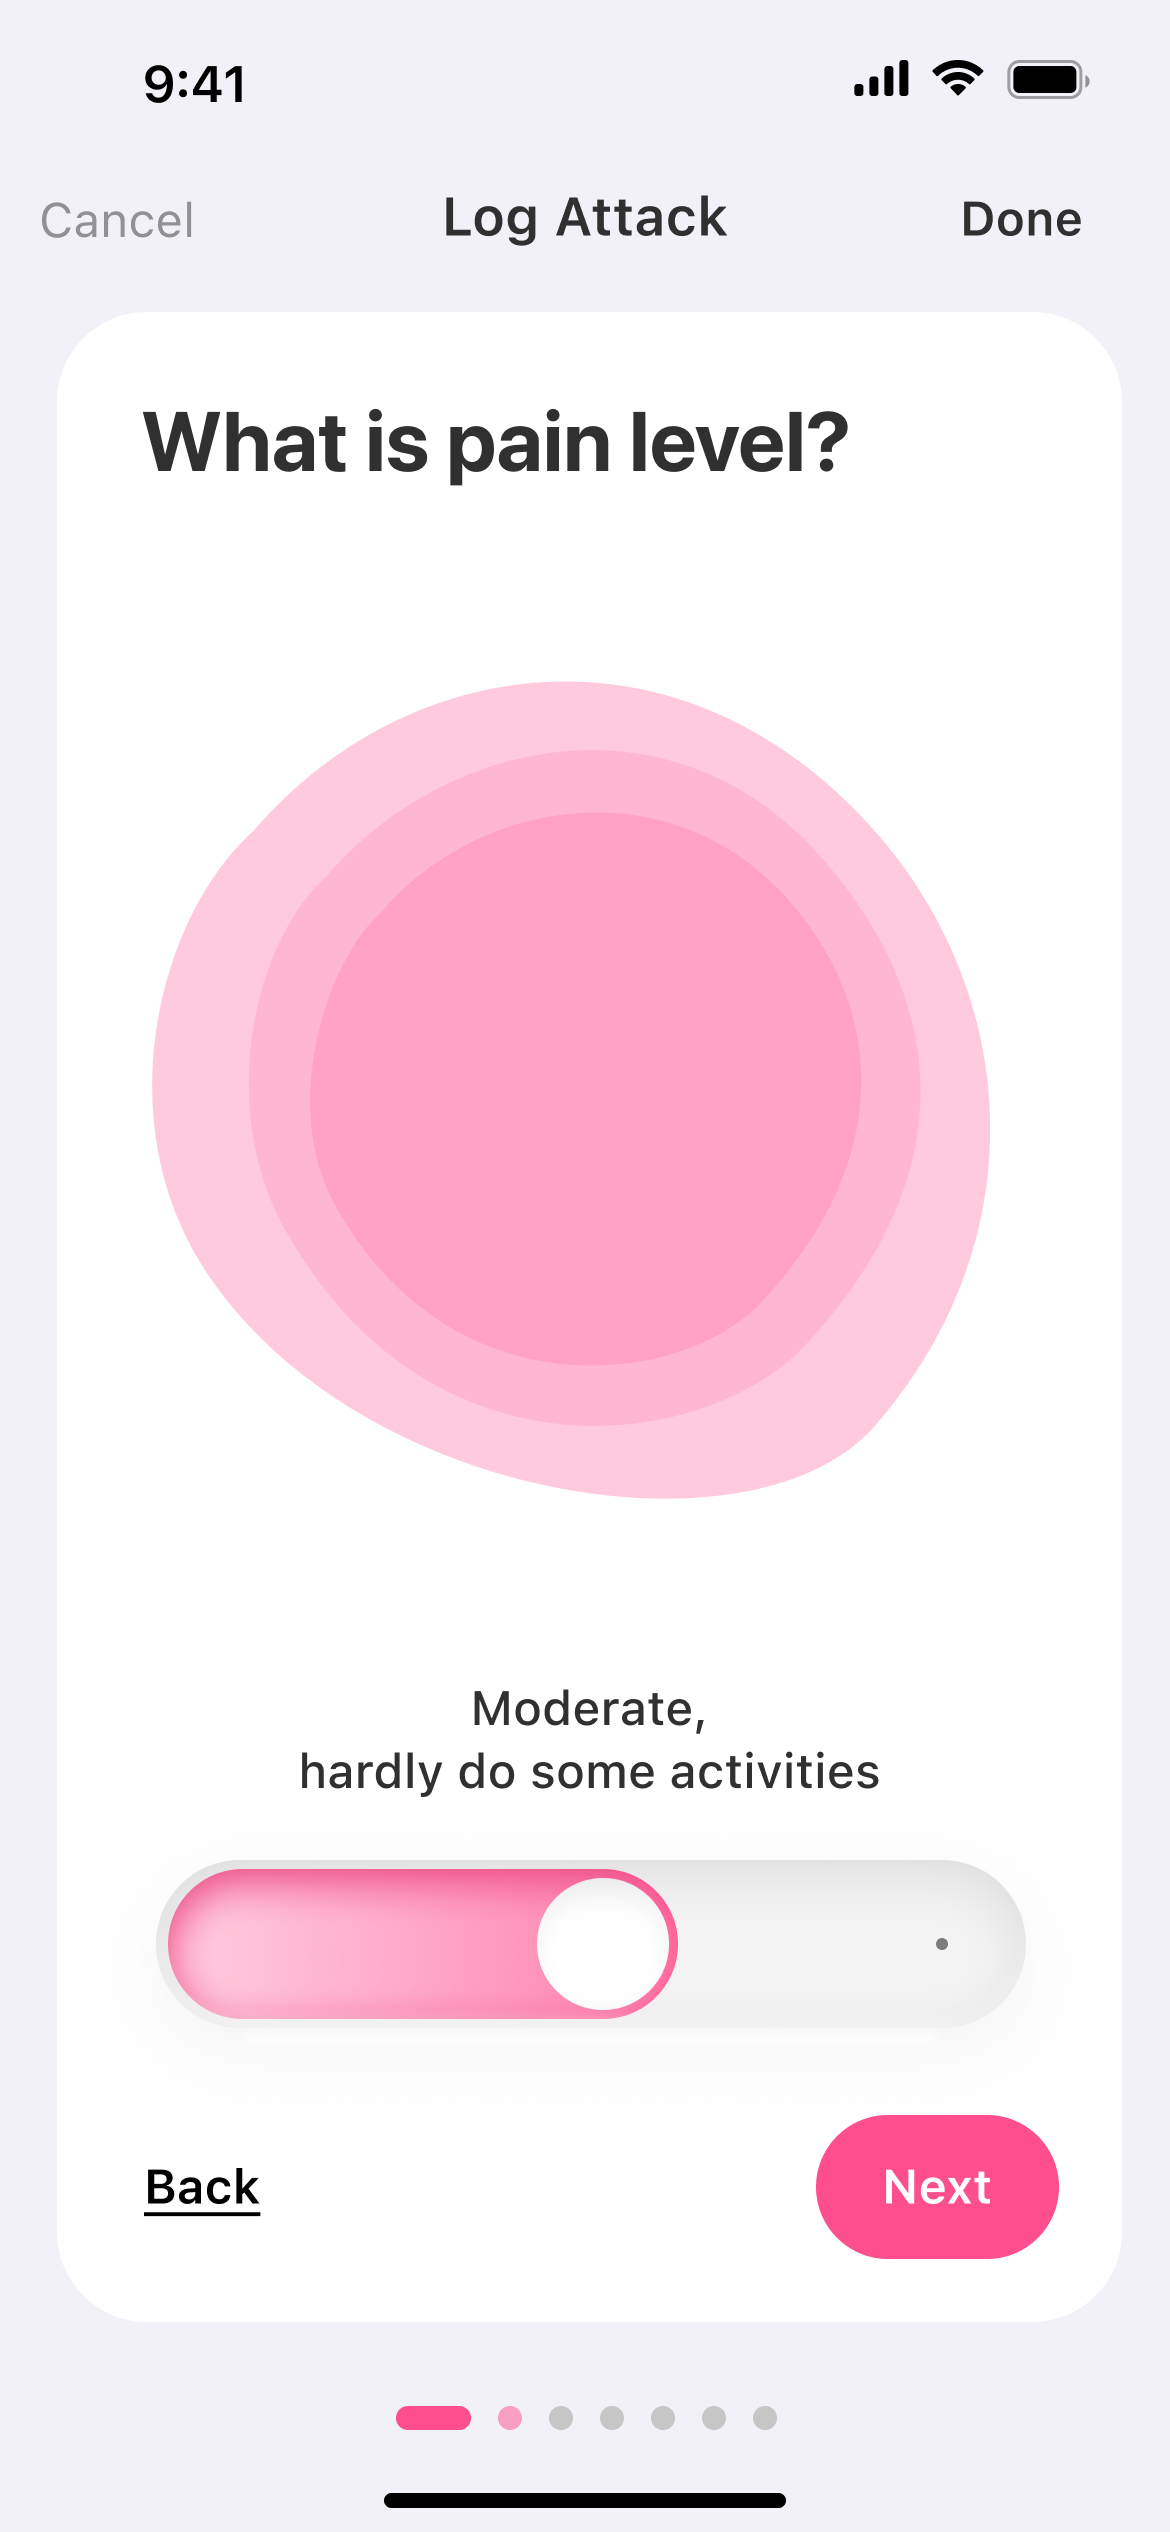 9:41
Cancel
Log Attack
Done
What is pain level?
Moderate,
hardly do some activities
Back
Next